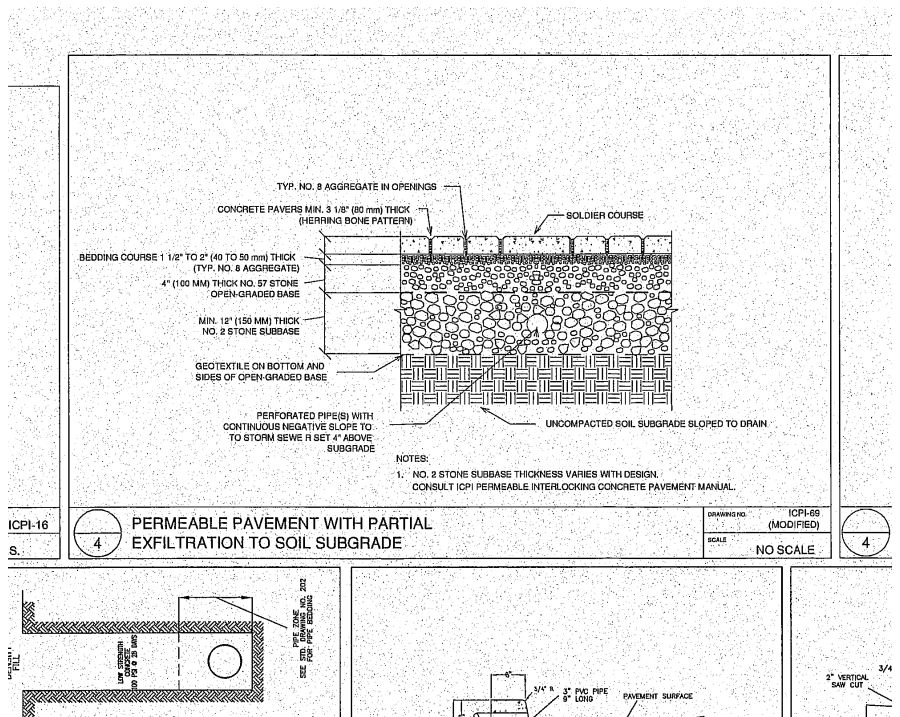 TYP. NO. 8 AGGREGATE IN OPENINGS
CONCRETE PAVERS MIN. 3 1/8" (80 mm) THICK
(HERRING BONE PATTERN)
SOLDIER COURSE
BEDDING COURSE 1 1/2" TO 2" (40 TO 50 mm) THICK
(TYP. NO. 8 AGGREGATE)
4" (100 MM) THICK NO. 57 STONE
OPEN-GRADED BASE
MIN. 12" (150 MM) THICK
NO. 2 STONE SUBBASE
GEOTEXTILE ON BOTTOM AND
SIDES OF OPEN-GRADED BASE
PERFORATED PIPE(S) WITH
CONTINUOUS NEGATIVE SLOPE TO
TO STORM SEWE R SET 4" ABOVE
SUBGRADE
UNCOMPACTED SOIL SUBGRADE SLOPED TO DRAIN
NOTES:
1. NO. 2 STONE SUBBASE THICKNESS VARIES WITH DESIGN.
CONSULT ICPI PERMEABLE INTERLOCKING CONCRETE PAVEMENT MANUAL.
ICPI-16
S.
4
PERMEABLE PAVEMENT WITH PARTIAL
EXFILTRATION TO SOIL SUBGRADE
DRAWING NO.
ICPI-69
(MODIFIED)
SCALE
NO SCALE
4
FILL
LOW STRENGTH
CONCRETE
100 PSI @ 28 DAYS
PIPE ZONE
SEE STD. DRAWING NO. 202
FOR PIPE BEDDING
6"
3/4" R
3" PVC PIPE
9" LONG
PAVEMENT SURFACE
2" VERTICAL
SAW CUT
3/4